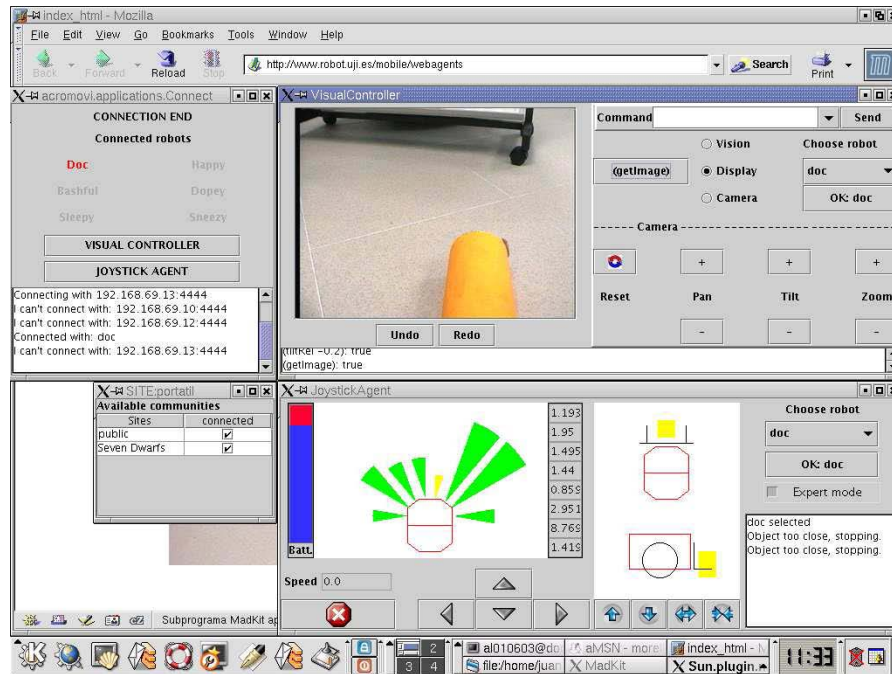 index_html - Mozilla
File Edit View Go Bookmarks Tools Window Help
Back Forward Reload Stop http://www.robot.uji.es/mobile/webagents Search Print
acromovi.applications.Connect
CONNECTION END
Connected robots
Doc Happy
Bashful Dopey
Sleepy Sneezy
VISUAL CONTROLLER
JOYSTICK AGENT
Connecting with 192.168.69.13:4444
I can't connect with: 192.168.69.10:4444
I can't connect with: 192.168.69.12:4444
Connected with: doc
I can't connect with: 192.168.69.13:4444
VisualController
Command Send
Vision Choose robot
(getImage) Display doc
Camera OK: doc
Camera
+ + +
Reset Pan Tilt Zoom
- - -
Undo Redo
(tiltRel -0.2): true
(getImage): true
SITE:portatil
Available communities
Sites connected
public
Seven Dwarfs
Subprograma MadKit
JoystickAgent
1.193
1.95
1.495
1.44
0.859
2.951
8.769
1.419
Batt.
Speed 0.0
Choose robot
doc
OK: doc
Expert mode
doc selected
Object too close, stopping.
Object too close, stopping.
2
3 4
al010603@do
aMSN - more
index_html - M
file:/home/juan
MadKit
Sun.plugin.
11:33